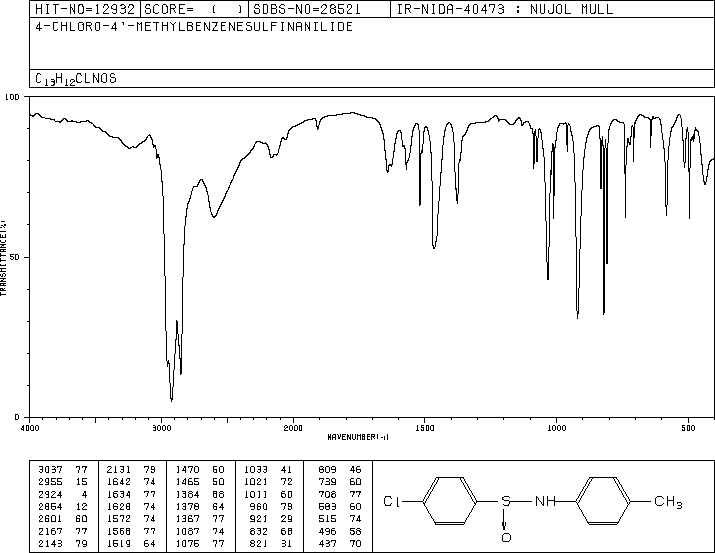 HIT-NO=12932 SCORE= ( ) SDBS-NO=28521 IR-NIDA-40473 : NUJOL MULL
4-CHLORO-4'-METHYLBENZENESULFINANILIDE
C13H12CLNOS
100
50
0
TRANSMITTANCE(%)
4000 3000 2000 1500 1000 500
WAVENUMBER(-1)
3037 77 2131 79 1470 50 1033 41 809 46
2955 15 1642 74 1465 50 1021 72 739 60
2924 4 1634 77 1384 68 1011 60 708 77
2854 12 1628 74 1378 64 960 79 583 60
2601 60 1572 74 1367 77 921 29 515 74
2167 77 1568 77 1087 74 832 68 496 58
2143 79 1519 64 1075 77 821 31 437 70
Cl S NH CH3
O